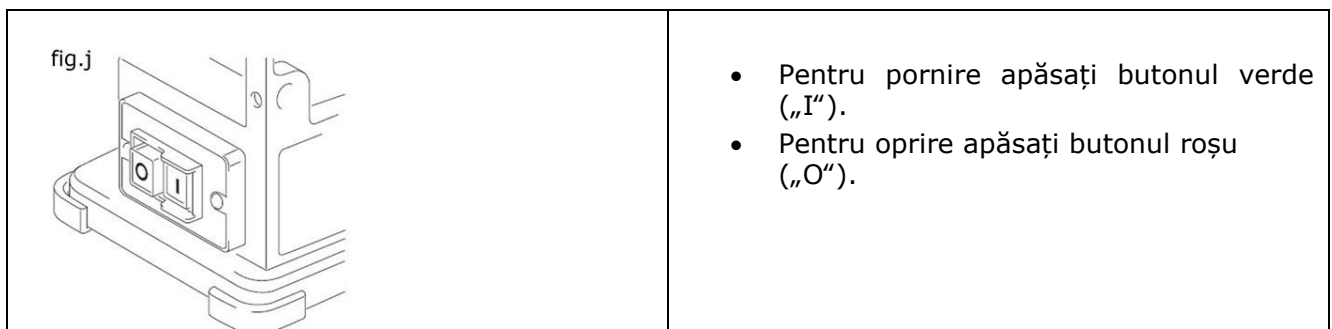 fig.j
O I
• Pentru pornire apăsați butonul verde
(„I“).
• Pentru oprire apăsați butonul roșu
(„O“).